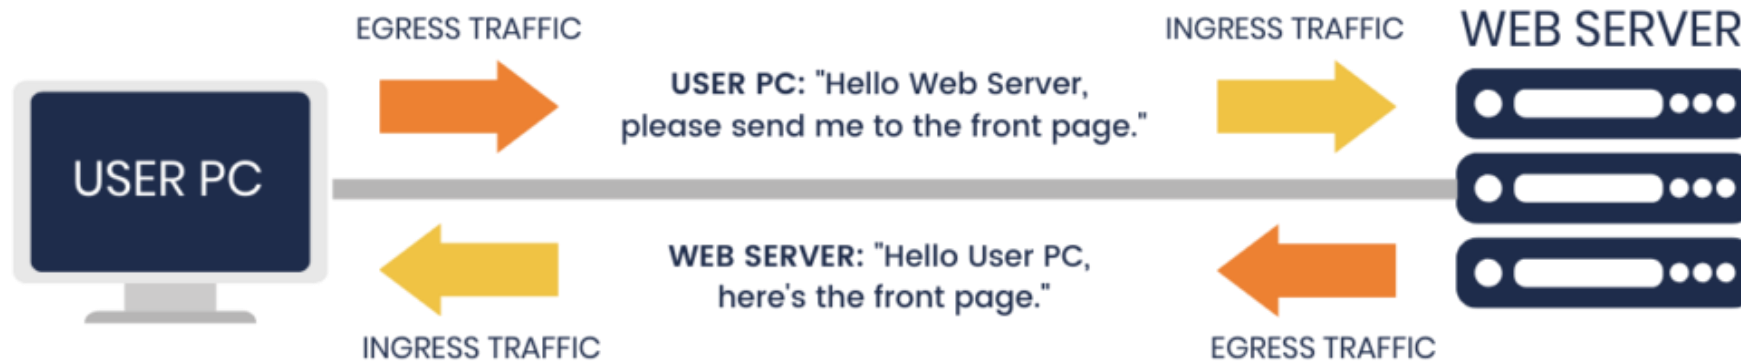 EGRESS TRAFFIC
INGRESS TRAFFIC
WEB SERVER
USER PC: "Hello Web Server,
please send me to the front page."
USER PC
WEB SERVER: "Hello User PC,
here's the front page."
INGRESS TRAFFIC
EGRESS TRAFFIC